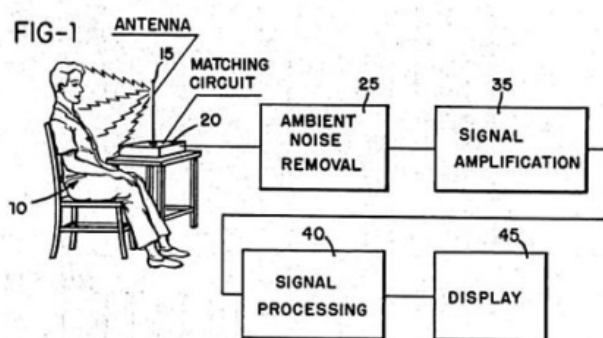 FIG-1
ANTENNA
15
MATCHING
CIRCUIT
20
10
25
AMBIENT
NOISE
REMOVAL
35
SIGNAL
AMPLIFICATION
40
SIGNAL
PROCESSING
45
DISPLAY